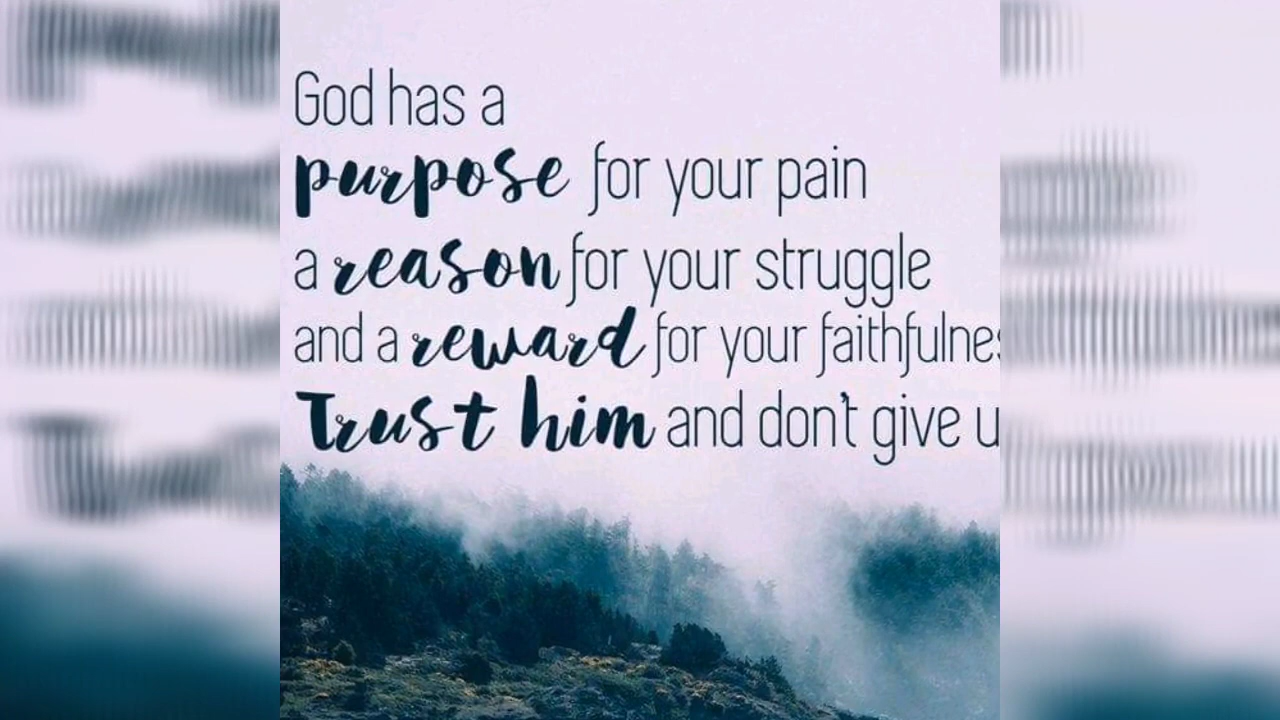 God has a
purpose for your pain
a reason for your struggle
and a reward for your faithfulnes
Trust him and don't give u